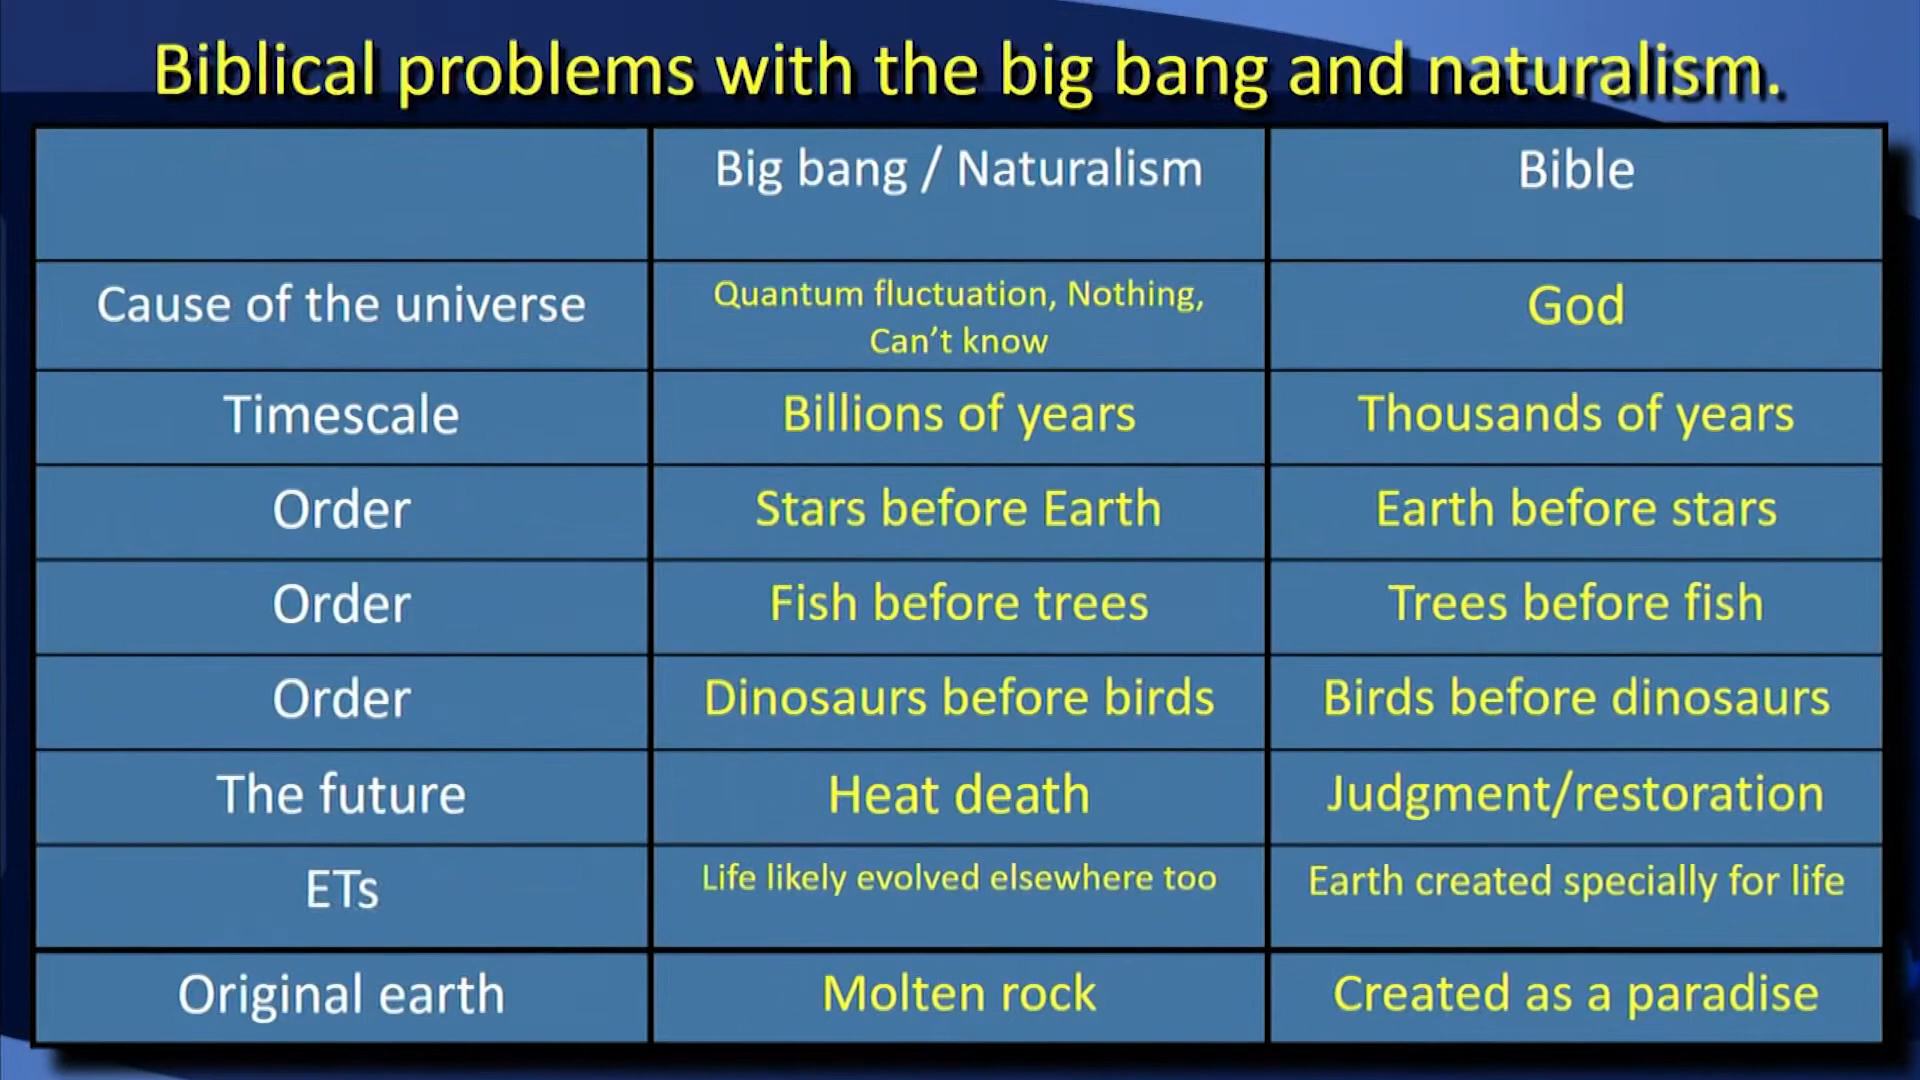 Biblical problems with the big bang and naturalism.
Big bang / Naturalism
Bible
Cause of the universe
Quantum fluctuation, Nothing,
Can't know
God
Timescale
Billions of years
Thousands of years
Order
Stars before Earth
Earth before stars
Order
Fish before trees
Trees before fish
Order
Dinosaurs before birds
Birds before dinosaurs
The future
Heat death
Judgment/restoration
ETs
Life likely evolved elsewhere too
Earth created specially for life
Original earth
Molten rock
Created as a paradise